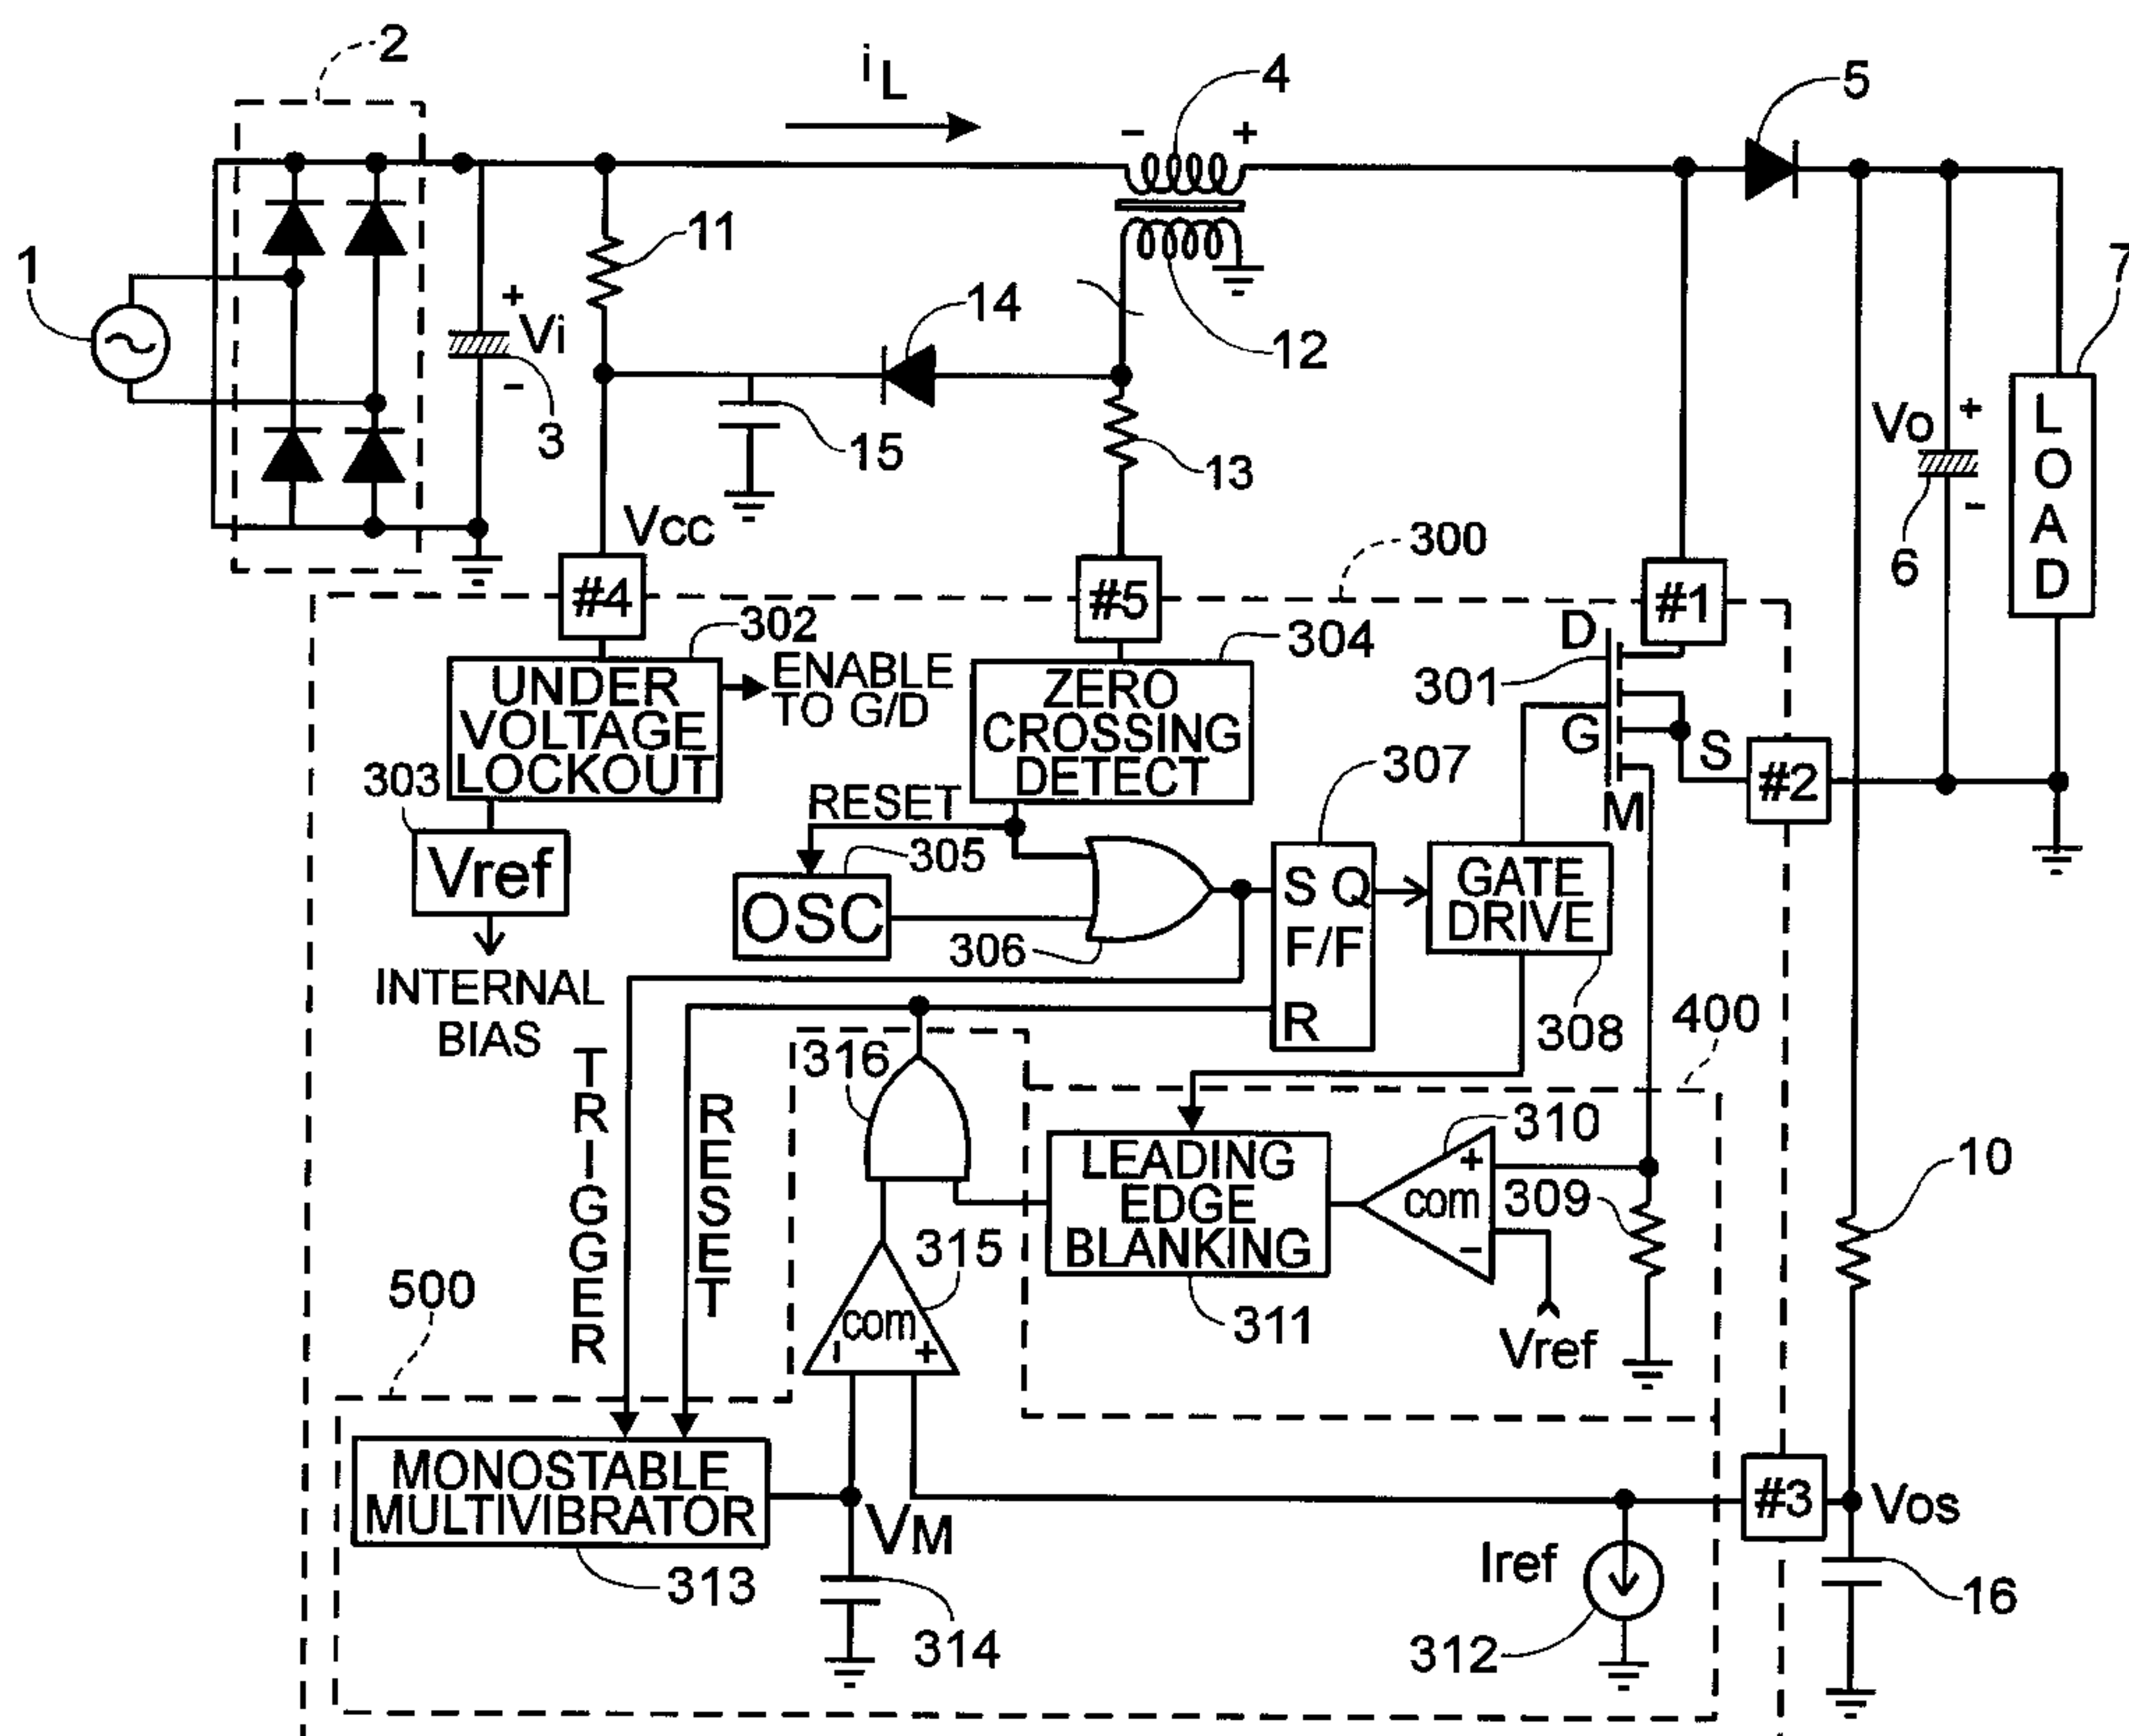 2
iL
4
5
- +
1
11
+
Vi
-
3
14
12
15
13
7
Vo
+
-
6
LOAD
Vcc
300
#4
#5
#1
302
304
D
301
G
S
M
#2
UNDER
VOLTAGE
LOCKOUT
ENABLE
TO G/D
ZERO
CROSSING
DETECT
303
Vref
INTERNAL
BIAS
RESET
305
OSC
306
307
S Q
F/F
R
GATE
DRIVE
308
400
TRIGGER
RESET
316
LEADING
EDGE
BLANKING
311
310
+
com
-
309
Vref
10
315
com
- +
500
MONOSTABLE
MULTIVIBRATOR
313
VM
314
#3
Vos
Iref
312
16